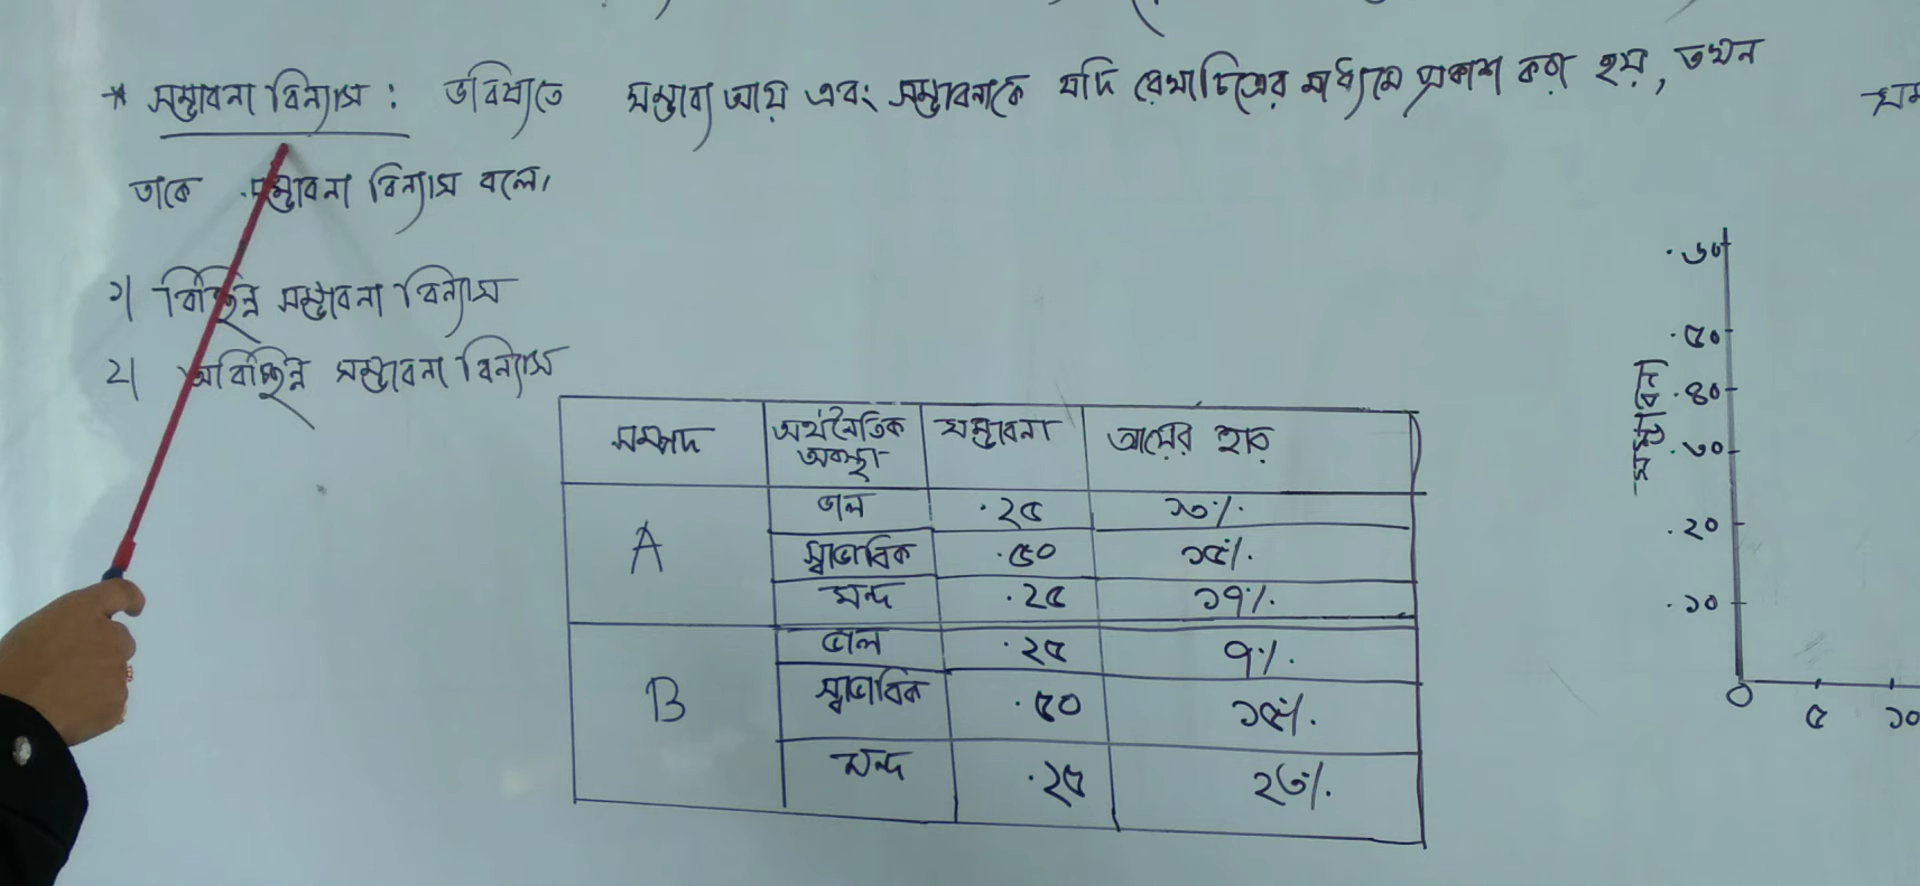 * সম্ভাবনা বিন্যাস : ভবিষ্যতে সম্ভাব্য আয় এবং সম্ভাবনাকে যদি রেখাচিত্রের মাধ্যমে প্রকাশ করা হয়, তখন
তাকে সম্ভাবনা বিন্যাস বলে।
১| বিচ্ছিন্ন সম্ভাবনা বিন্যাস
২| অবিচ্ছিন্ন সম্ভাবনা বিন্যাস
সম্পদ অর্থনৈতিক অবস্থা সম্ভাবনা আয়ের হার
A ভাল .২৫ ১৩%.
স্বাভাবিক .৫০ ১৫%.
মন্দ .২৫ ১৭%.
B ভাল .২৫ ৭%.
স্বাভাবিক .৫০ ১৫%.
মন্দ .২৫ ২৩%.
সম্ভাবনা
.৬০
.৫০
.৪০
.৩০
.২০
.১০
০ ৫ ১০